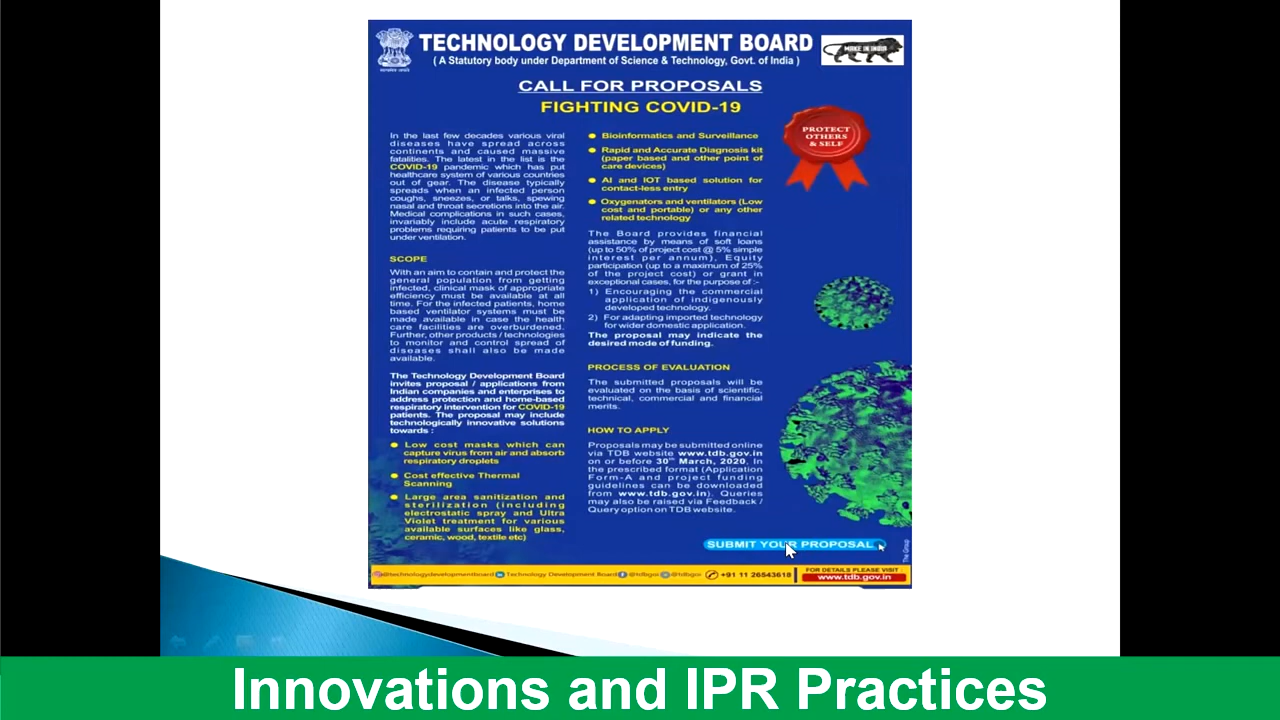 TECHNOLOGY DEVELOPMENT BOARD
( A Statutory body under Department of Science & Technology, Govt. of India )
MAKE IN INDIA
CALL FOR PROPOSALS
FIGHTING COVID-19
In the last few decades various viral
diseases have spread across
continents and caused massive
fatalities. The latest in the list is the
COVID-19 pandemic which has put
healthcare system of various countries
out of gear. The disease typically
spreads when an infected person
coughs, sneezes, or talks, spewing
nasal and throat secretions into the air.
Medical complications in such cases,
invariably include acute respiratory
problems requiring patients to be put
under ventilation.
SCOPE
With an aim to contain and protect the
general population from getting
infected, clinical mask of appropriate
efficiency must be available at all
time. For the infected patients, home
based ventilator systems must be
made available in case the health
care facilities are overburdened.
Further, other products / technologies
to monitor and control spread of
diseases shall also be made
available.
The Technology Development Board
invites proposal / applications from
Indian companies and enterprises to
address protection and home-based
respiratory intervention for COVID-19
patients. The proposal may include
technologically innovative solutions
towards :
Low cost masks which can
capture virus from air and absorb
respiratory droplets
Cost effective Thermal
Scanning
Large area sanitization and
sterilization (including
electrostatic spray and Ultra
Violet treatment for various
available surfaces like glass,
ceramic, wood, textile etc)
Bioinformatics and Surveillance
Rapid and Accurate Diagnosis kit
(paper based and other point of
care devices)
AI and IOT based solution for
contact-less entry
Oxygenators and ventilators (Low
cost and portable) or any other
related technology
The Board provides financial
assistance by means of soft loans
(up to 50% of project cost @ 5% simple
interest per annum), Equity
participation (up to a maximum of 25%
of the project cost) or grant in
exceptional cases, for the purpose of :-
1) Encouraging the commercial
application of indigenously
developed technology.
2) For adapting imported technology
for wider domestic application.
The proposal may indicate the
desired mode of funding.
PROCESS OF EVALUATION
The submitted proposals will be
evaluated on the basis of scientific,
technical, commercial and financial
merits.
HOW TO APPLY
Proposals may be submitted online
via TDB website www.tdb.gov.in
on or before 30th March, 2020, in
the prescribed format (Application
Form-A and project funding
guidelines can be downloaded
from www.tdb.gov.in). Queries
may also be raised via Feedback /
Query option on TDB website.
PROTECT
OTHERS
& SELF
SUBMIT YOUR PROPOSAL
The Group
@technologydevelopmentboard Technology Development Board @tdbgoi @tdbgoi +91 11 26543618
FOR DETAILS PLEASE VISIT
www.tdb.gov.in
Innovations and IPR Practices